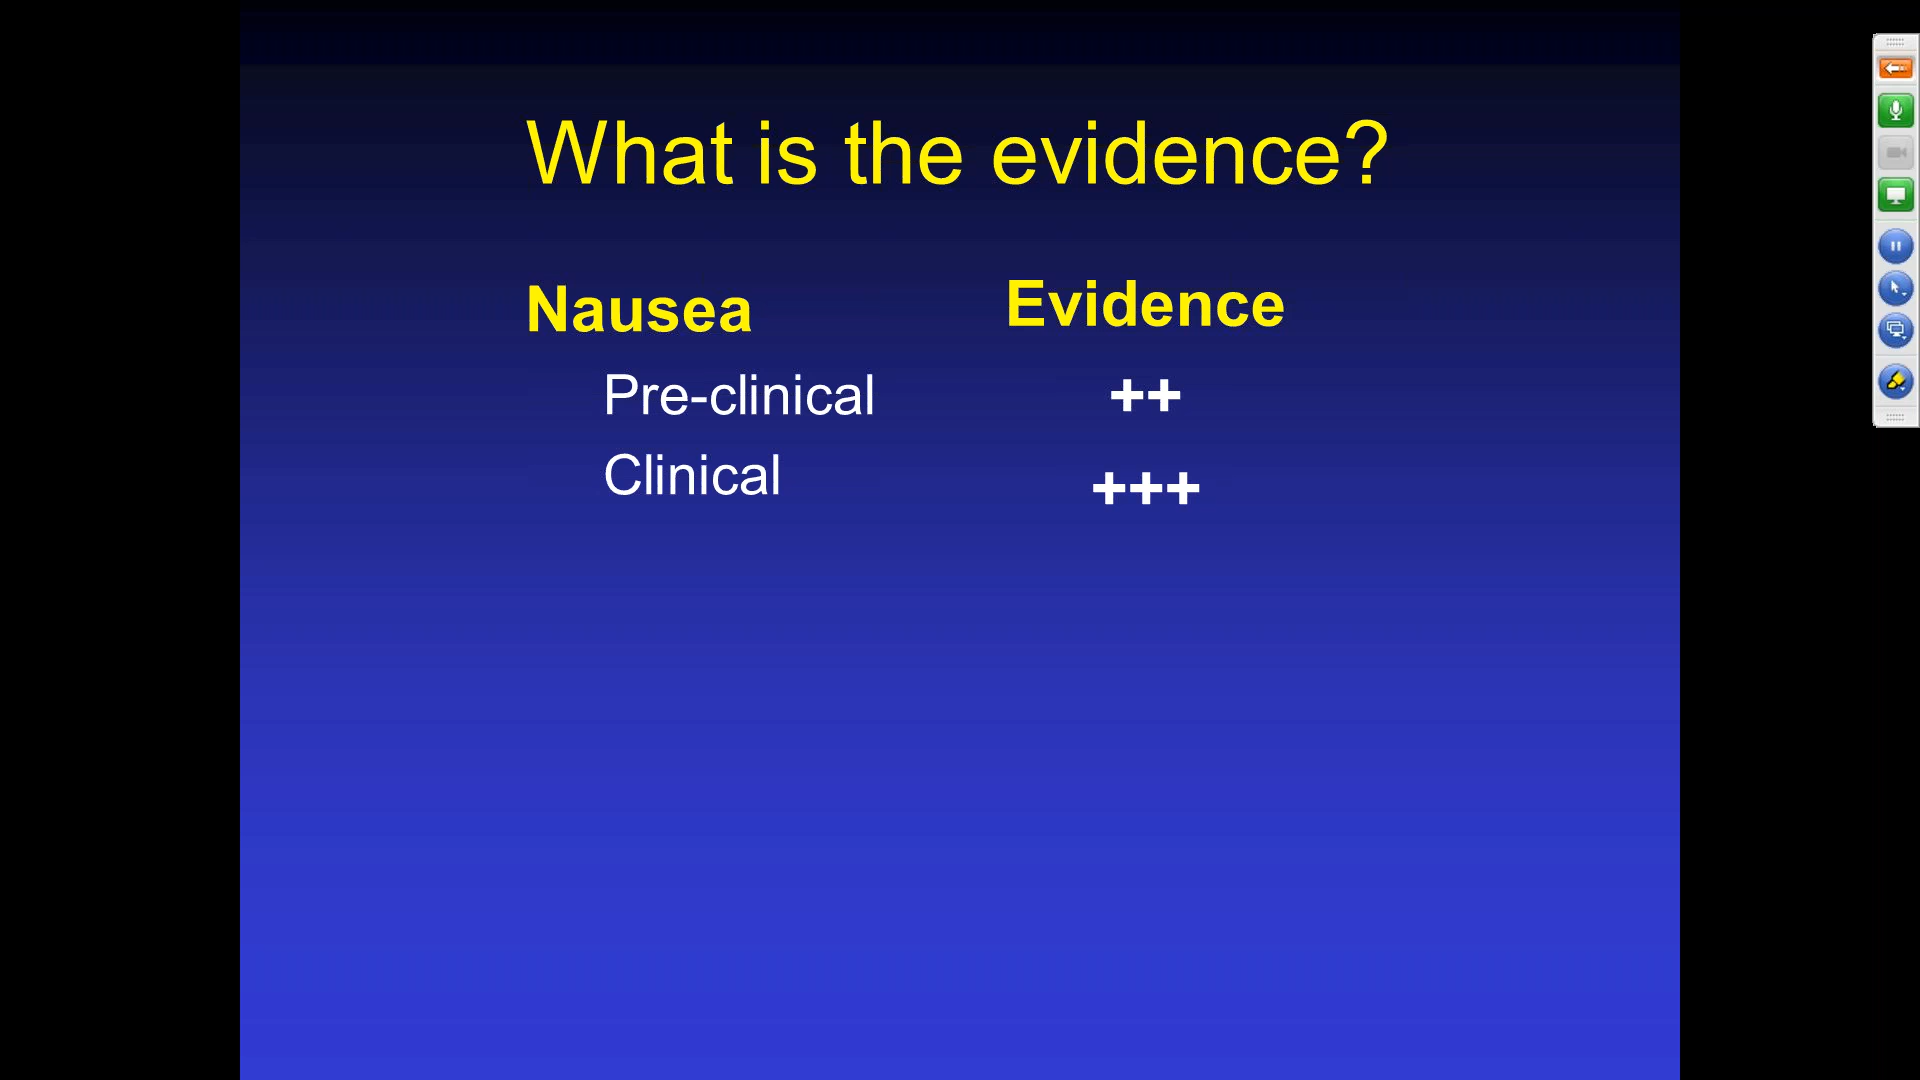 What is the evidence?
Nausea Evidence
Pre-clinical ++
Clinical +++